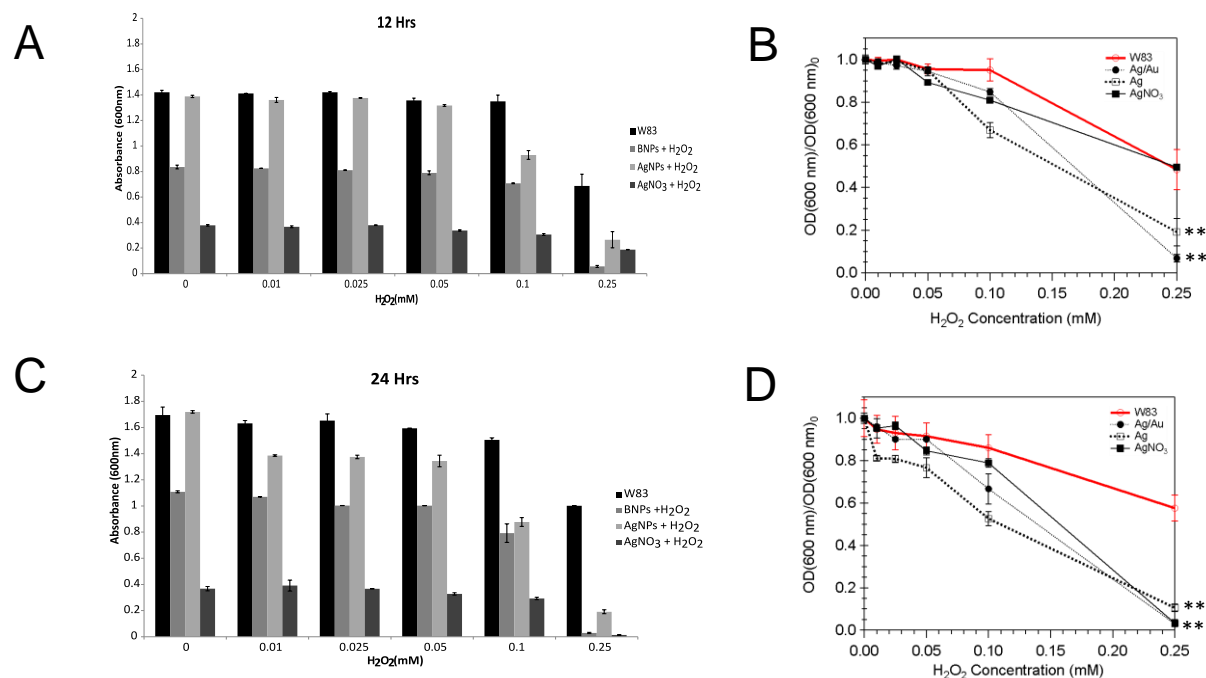 A
12 Hrs
Absorbance (600nm)
2
1.8
1.6
1.4
1.2
1
0.8
0.6
0.4
0.2
0
0 0.01 0.025 0.05 0.1 0.25
H₂O₂(mM)
W83
BNPs + H₂O₂
AgNPs + H₂O₂
AgNO₃ + H₂O₂
B
OD(600 nm)/OD(600 nm)₀
1.0
0.8
0.6
0.4
0.2
0.0
0.00 0.05 0.10 0.15 0.20 0.25
H₂O₂ Concentration (mM)
W83
Ag/Au
Ag
AgNO₃
**
**
C
24 Hrs
Absorbance (600nm)
2
1.8
1.6
1.4
1.2
1
0.8
0.6
0.4
0.2
0
0 0.01 0.025 0.05 0.1 0.25
H₂O₂(mM)
W83
BNPs +H₂O₂
AgNPs + H₂O₂
AgNO₃ + H₂O₂
D
OD(600 nm)/OD(600 nm)₀
1.0
0.8
0.6
0.4
0.2
0.0
0.00 0.05 0.10 0.15 0.20 0.25
H₂O₂ Concentration (mM)
W83
Ag/Au
Ag
AgNO₃
**
**